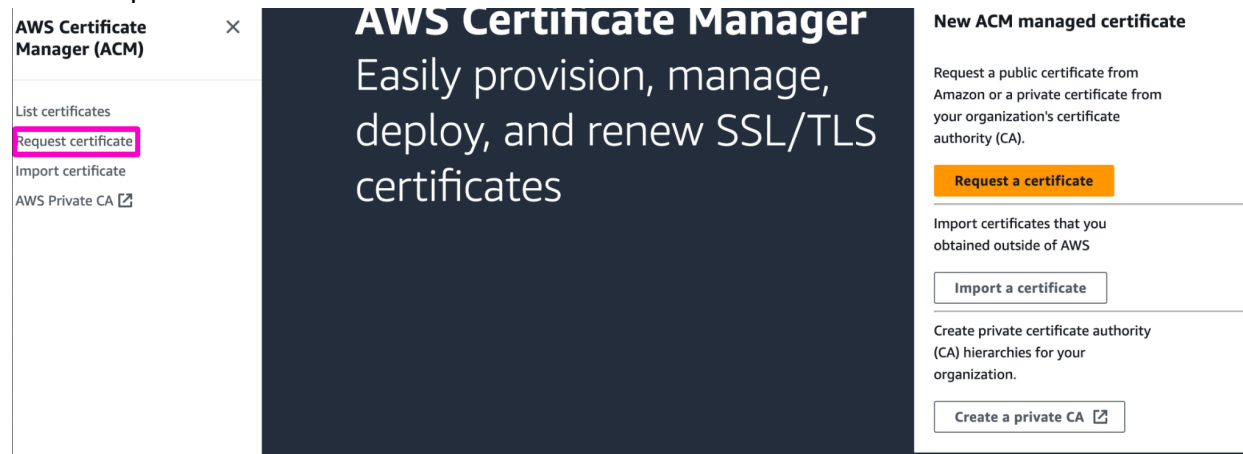 AWS Certificate
Manager (ACM)
List certificates
Request certificate
Import certificate
AWS Private CA
AWS Certificate Manager
Easily provision, manage,
deploy, and renew SSL/TLS
certificates
New ACM managed certificate
Request a public certificate from
Amazon or a private certificate from
your organization's certificate
authority (CA).
Request a certificate
Import certificates that you
obtained outside of AWS
Import a certificate
Create private certificate authority
(CA) hierarchies for your
organization.
Create a private CA